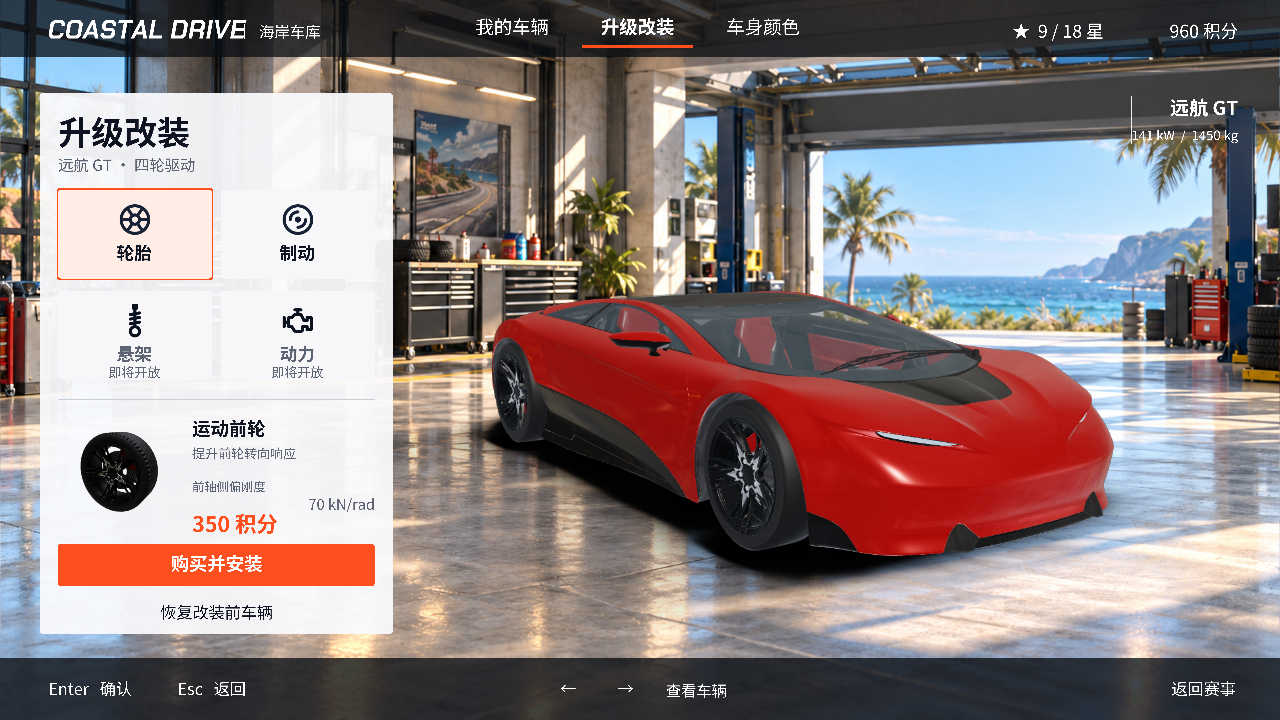 COASTAL DRIVE 海岸车库
我的车辆
升级改装
车身颜色
★ 9 / 18 星
960 积分
升级改装
远航 GT · 四轮驱动
轮胎
制动
悬架
即将开放
动力
即将开放
运动前轮
提升前轮转向响应
前轴侧偏刚度
70 kN/rad
350 积分
购买并安装
恢复改装前车辆
远航 GT
141 kW / 1450 kg
Enter 确认
Esc 返回
← → 查看车辆
返回赛事